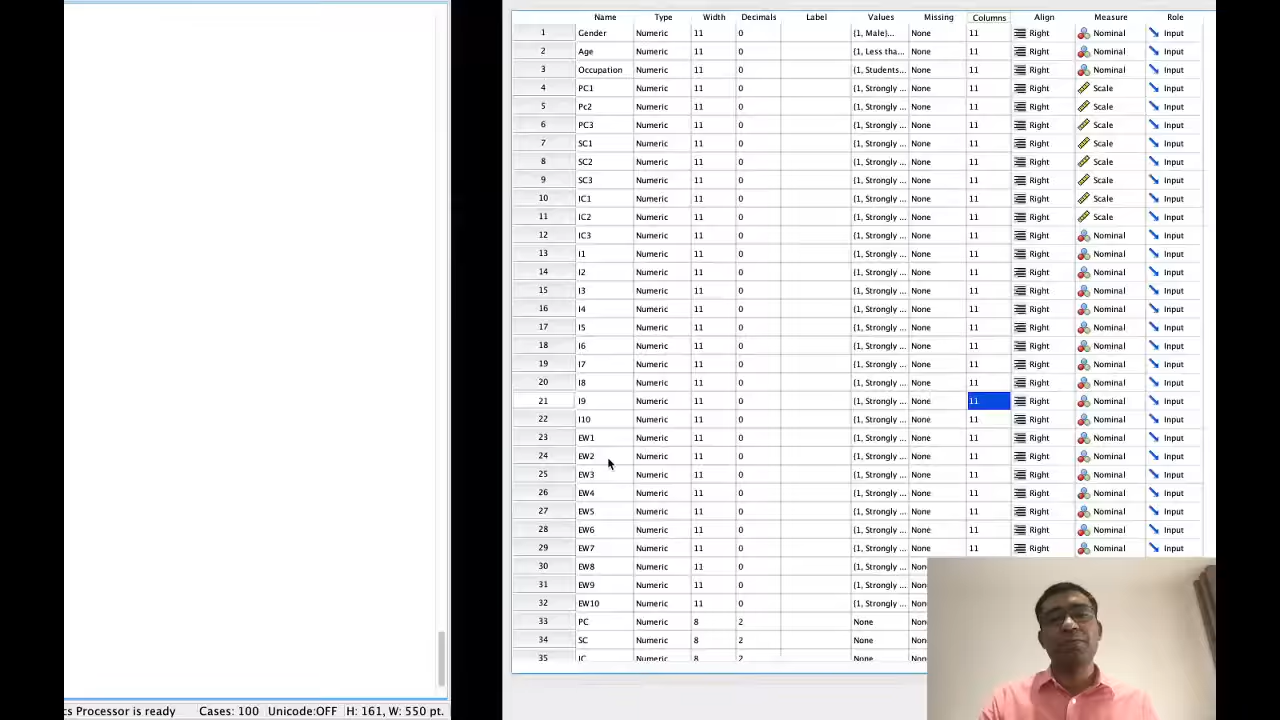 Name Type Width Decimals Label Values Missing Columns Align Measure Role
1 Gender Numeric 11 0 {1, Male}... None 11 Right Nominal Input
2 Age Numeric 11 0 {1, Less tha... None 11 Right Nominal Input
3 Occupation Numeric 11 0 {1, Students... None 11 Right Nominal Input
4 PC1 Numeric 11 0 {1, Strongly ... None 11 Right Scale Input
5 Pc2 Numeric 11 0 {1, Strongly ... None 11 Right Scale Input
6 PC3 Numeric 11 0 {1, Strongly ... None 11 Right Scale Input
7 SC1 Numeric 11 0 {1, Strongly ... None 11 Right Scale Input
8 SC2 Numeric 11 0 {1, Strongly ... None 11 Right Scale Input
9 SC3 Numeric 11 0 {1, Strongly ... None 11 Right Scale Input
10 IC1 Numeric 11 0 {1, Strongly ... None 11 Right Scale Input
11 IC2 Numeric 11 0 {1, Strongly ... None 11 Right Scale Input
12 IC3 Numeric 11 0 {1, Strongly ... None 11 Right Nominal Input
13 I1 Numeric 11 0 {1, Strongly ... None 11 Right Nominal Input
14 I2 Numeric 11 0 {1, Strongly ... None 11 Right Nominal Input
15 I3 Numeric 11 0 {1, Strongly ... None 11 Right Nominal Input
16 I4 Numeric 11 0 {1, Strongly ... None 11 Right Nominal Input
17 I5 Numeric 11 0 {1, Strongly ... None 11 Right Nominal Input
18 I6 Numeric 11 0 {1, Strongly ... None 11 Right Nominal Input
19 I7 Numeric 11 0 {1, Strongly ... None 11 Right Nominal Input
20 I8 Numeric 11 0 {1, Strongly ... None 11 Right Nominal Input
21 I9 Numeric 11 0 {1, Strongly ... None 11 Right Nominal Input
22 I10 Numeric 11 0 {1, Strongly ... None 11 Right Nominal Input
23 EW1 Numeric 11 0 {1, Strongly ... None 11 Right Nominal Input
24 EW2 Numeric 11 0 {1, Strongly ... None 11 Right Nominal Input
25 EW3 Numeric 11 0 {1, Strongly ... None 11 Right Nominal Input
26 EW4 Numeric 11 0 {1, Strongly ... None 11 Right Nominal Input
27 EW5 Numeric 11 0 {1, Strongly ... None 11 Right Nominal Input
28 EW6 Numeric 11 0 {1, Strongly ... None 11 Right Nominal Input
29 EW7 Numeric 11 0 {1, Strongly ... None 11 Right Nominal Input
30 EW8 Numeric 11 0 {1, Strongly ... Non
31 EW9 Numeric 11 0 {1, Strongly ... Non
32 EW10 Numeric 11 0 {1, Strongly ... Non
33 PC Numeric 8 2 None Non
34 SC Numeric 8 2 None Non
35 IC Numeric 8 2 None Non
cs Processor is ready Cases: 100 Unicode:OFF H: 161, W: 550 pt.